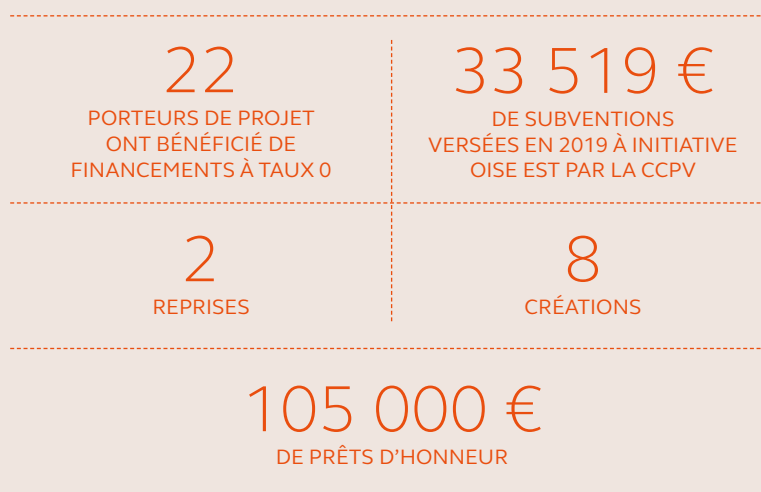 22
PORTEURS DE PROJET
ONT BÉNÉFICIÉ DE
FINANCEMENTS À TAUX 0
33 519 €
DE SUBVENTIONS
VERSÉES EN 2019 À INITIATIVE
OISE EST PAR LA CCPV
2
REPRISES
8
CRÉATIONS
105 000 €
DE PRÊTS D'HONNEUR